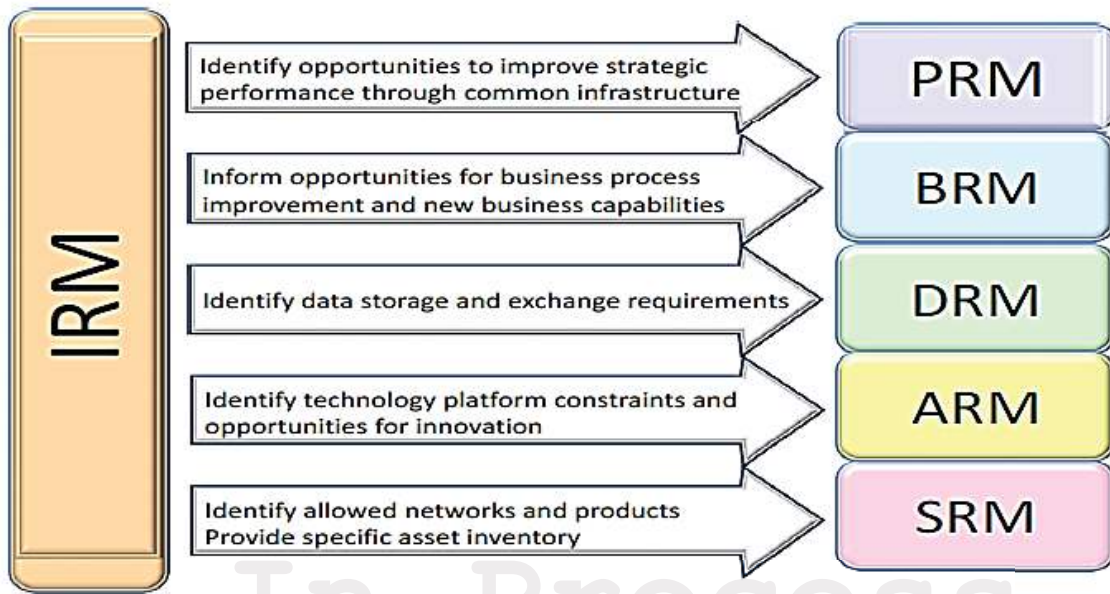 IRM
Identify opportunities to improve strategic
performance through common infrastructure
PRM
Inform opportunities for business process
improvement and new business capabilities
BRM
Identify data storage and exchange requirements
DRM
Identify technology platform constraints and
opportunities for innovation
ARM
Identify allowed networks and products
Provide specific asset inventory
SRM
In Process